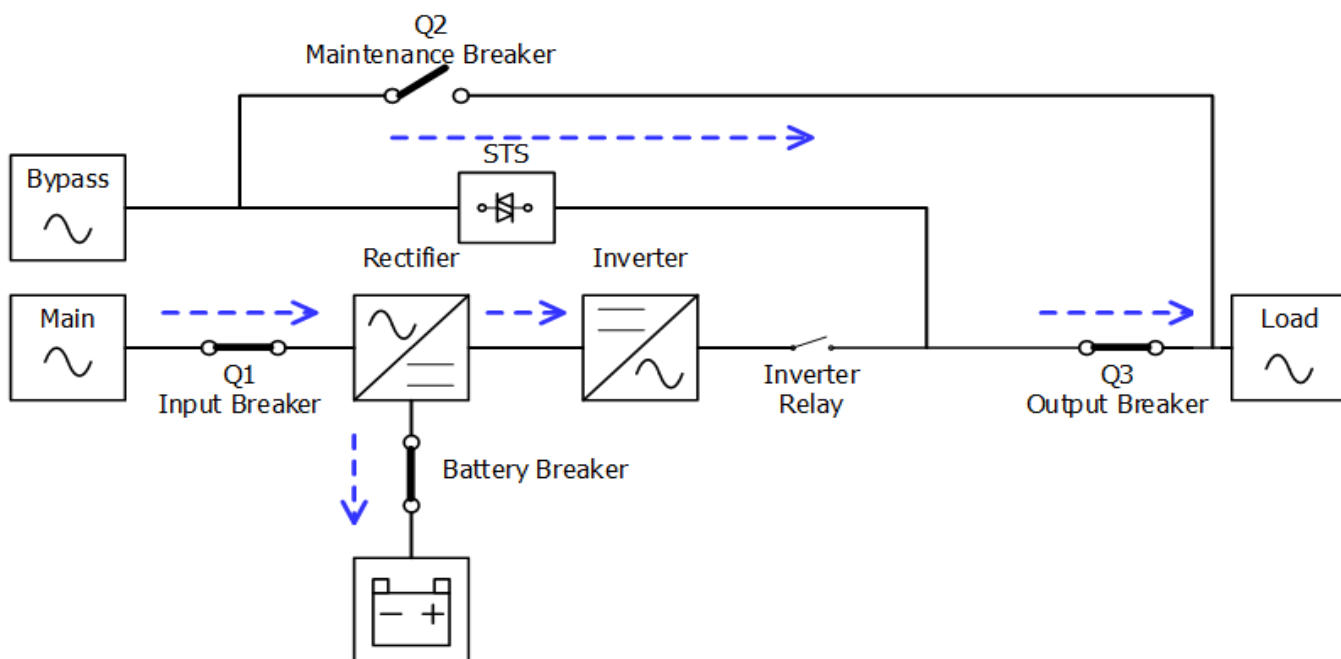 Q2
Maintenance Breaker
STS
Bypass
Rectifier
Inverter
Main
Load
Q1
Input Breaker
Inverter
Relay
Q3
Output Breaker
Battery Breaker